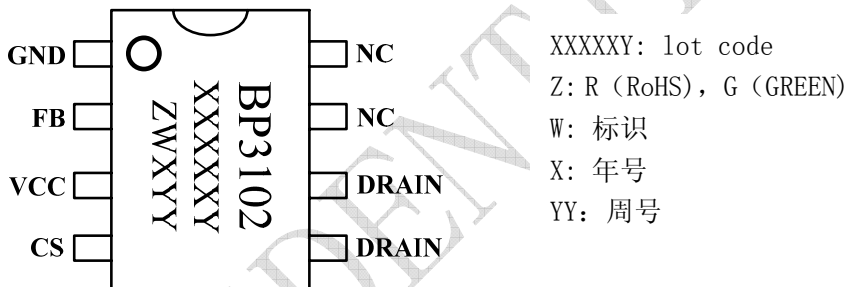 GND
FB
VCC
CS
BP3102
XXXXXY
ZWXYY
NC
NC
DRAIN
DRAIN
XXXXXY: lot code
Z: R（RoHS), G（GREEN)
W: 标识
X: 年号
YY: 周号
DENT